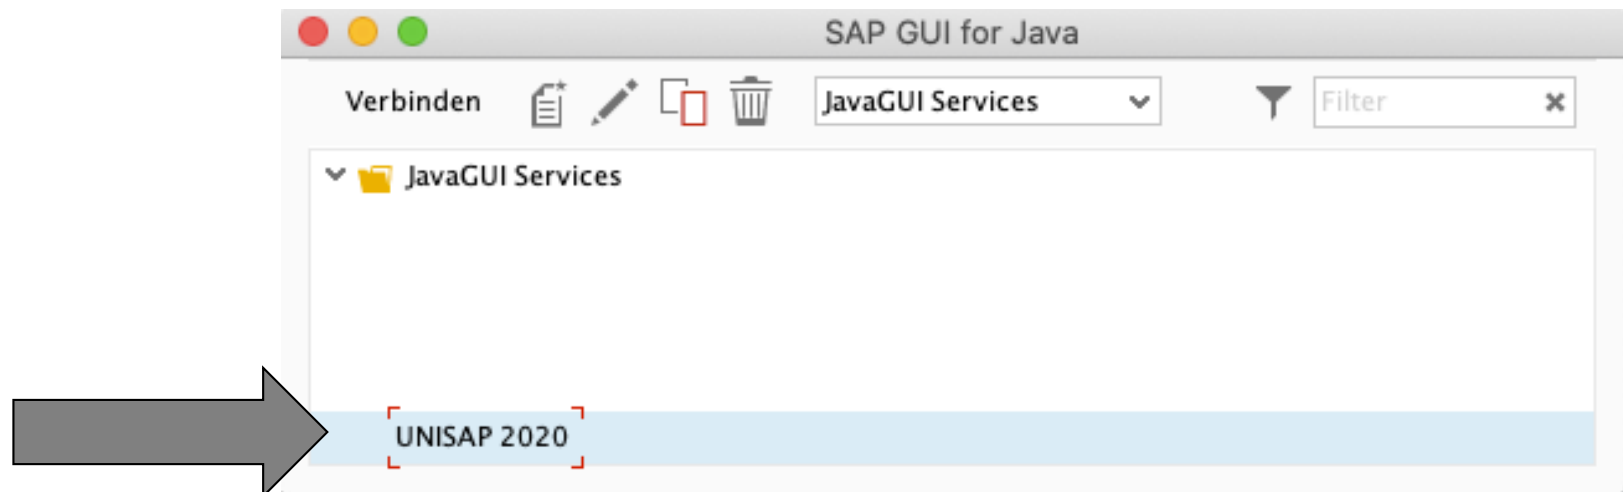 SAP GUI for Java
Verbinden JavaGUI Services Filter
JavaGUI Services
UNISAP 2020